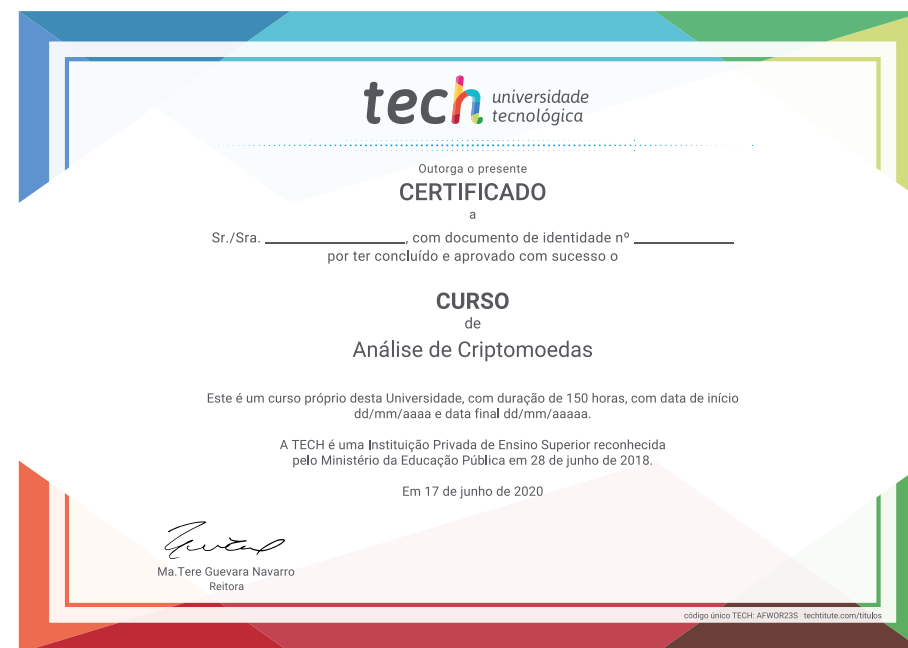 tech universidade
tecnológica
Outorga o presente
CERTIFICADO
a
Sr./Sra. ____________________, com documento de identidade nº ______________
por ter concluído e aprovado com sucesso o
CURSO
de
Análise de Criptomoedas
Este é um curso próprio desta Universidade, com duração de 150 horas, com data de início
dd/mm/aaaa e data final dd/mm/aaaaa.
A TECH é uma Instituição Privada de Ensino Superior reconhecida
pelo Ministério da Educação Pública em 28 de junho de 2018.
Em 17 de junho de 2020
Ma.Tere Guevara Navarro
Reitora
código único TECH: AFWOR23S techtitute.com/titulos